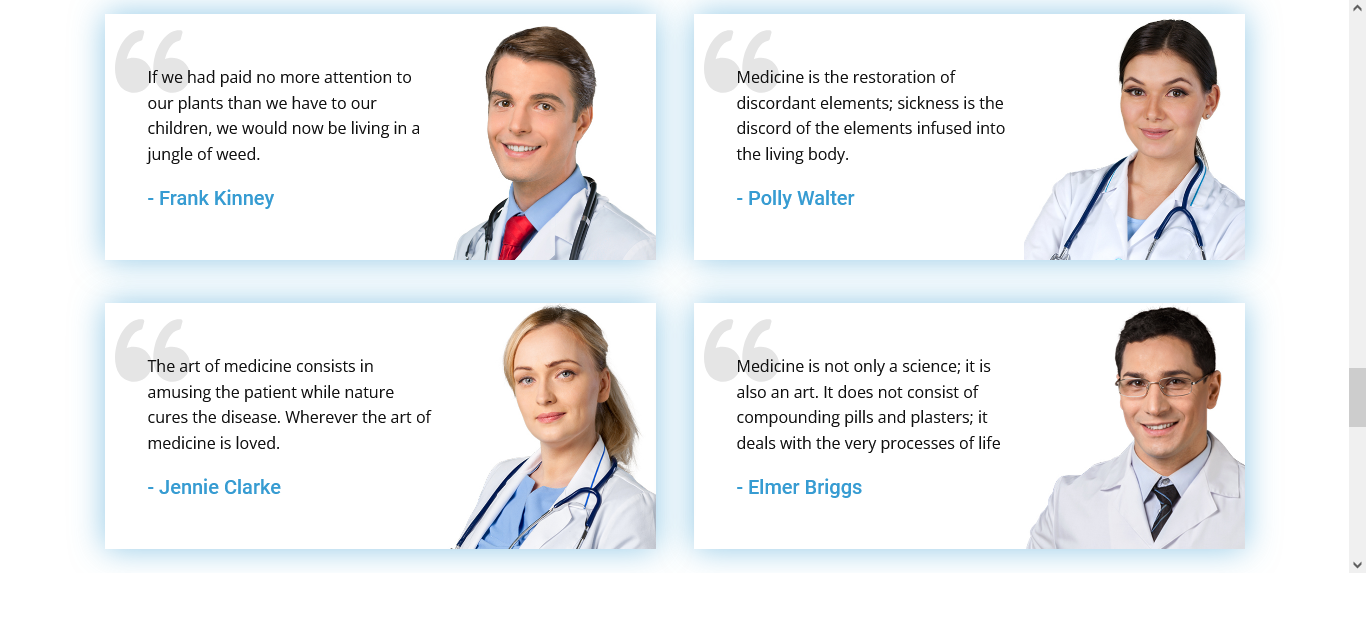 If we had paid no more attention to
our plants than we have to our
children, we would now be living in a
jungle of weed.
- Frank Kinney
Medicine is the restoration of
discordant elements; sickness is the
discord of the elements infused into
the living body.
- Polly Walter
The art of medicine consists in
amusing the patient while nature
cures the disease. Wherever the art of
medicine is loved.
- Jennie Clarke
Medicine is not only a science; it is
also an art. It does not consist of
compounding pills and plasters; it
deals with the very processes of life
- Elmer Briggs